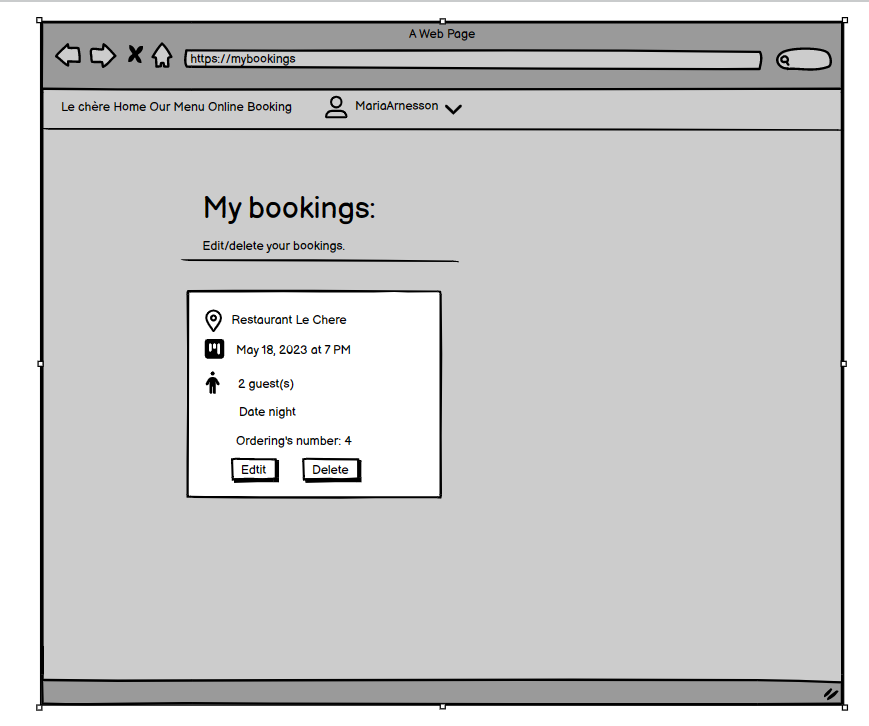 A Web Page
https://mybookings
Le chère Home Our Menu Online Booking MariaArnesson
My bookings:
Edit/delete your bookings.
Restaurant Le Chere
May 18, 2023 at 7 PM
2 guest(s)
Date night
Ordering's number: 4
Edtit Delete